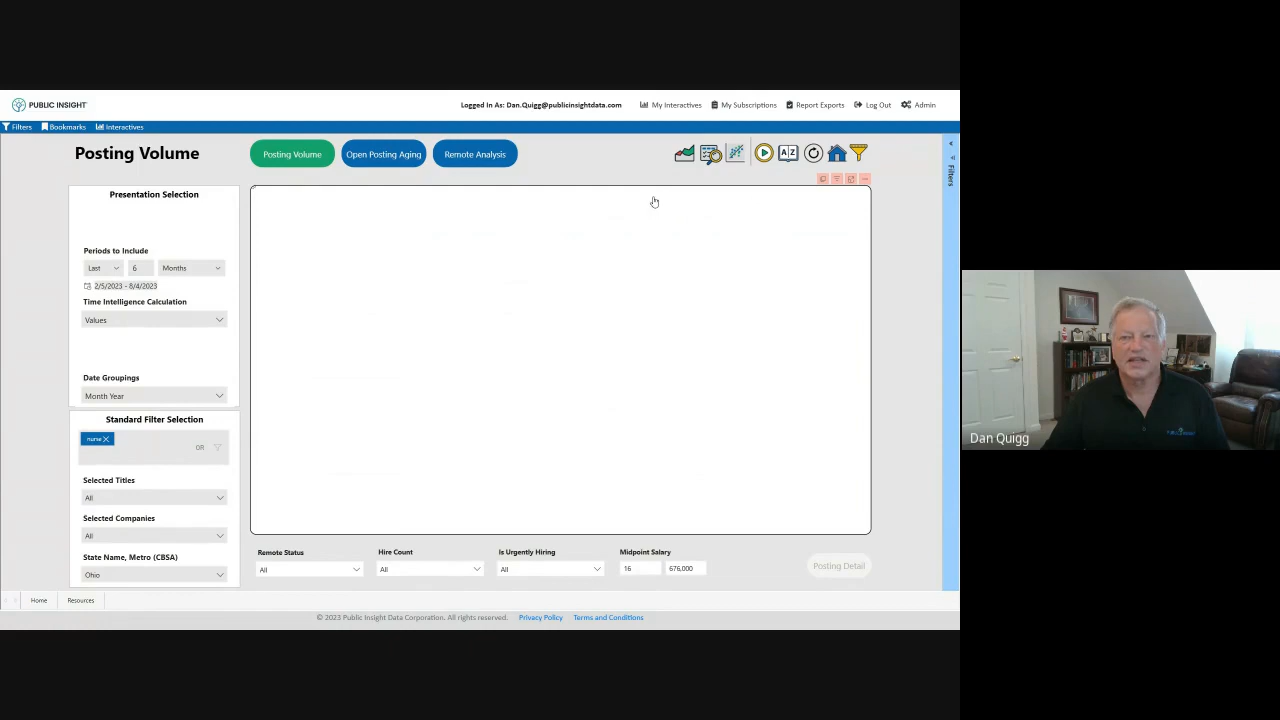 PUBLIC INSIGHT
Logged In As: Dan.Quigg@publicinsightdata.com
My Interactives
My Subscriptions
Report Exports
Log Out
Admin
Filters
Bookmarks
Interactives
Posting Volume
Posting Volume
Open Posting Aging
Remote Analysis
A Z
Filters
Presentation Selection
Periods to Include
Last
6
Months
2/5/2023 - 8/4/2023
Time Intelligence Calculation
Values
Date Groupings
Month Year
Standard Filter Selection
nurse
OR
Selected Titles
All
Selected Companies
All
State Name, Metro (CBSA)
Ohio
Remote Status
All
Hire Count
All
Is Urgently Hiring
All
Midpoint Salary
16
676,000
Posting Detail
Home
Resources
© 2023 Public Insight Data Corporation. All rights reserved.
Privacy Policy
Terms and Conditions
Dan Quigg